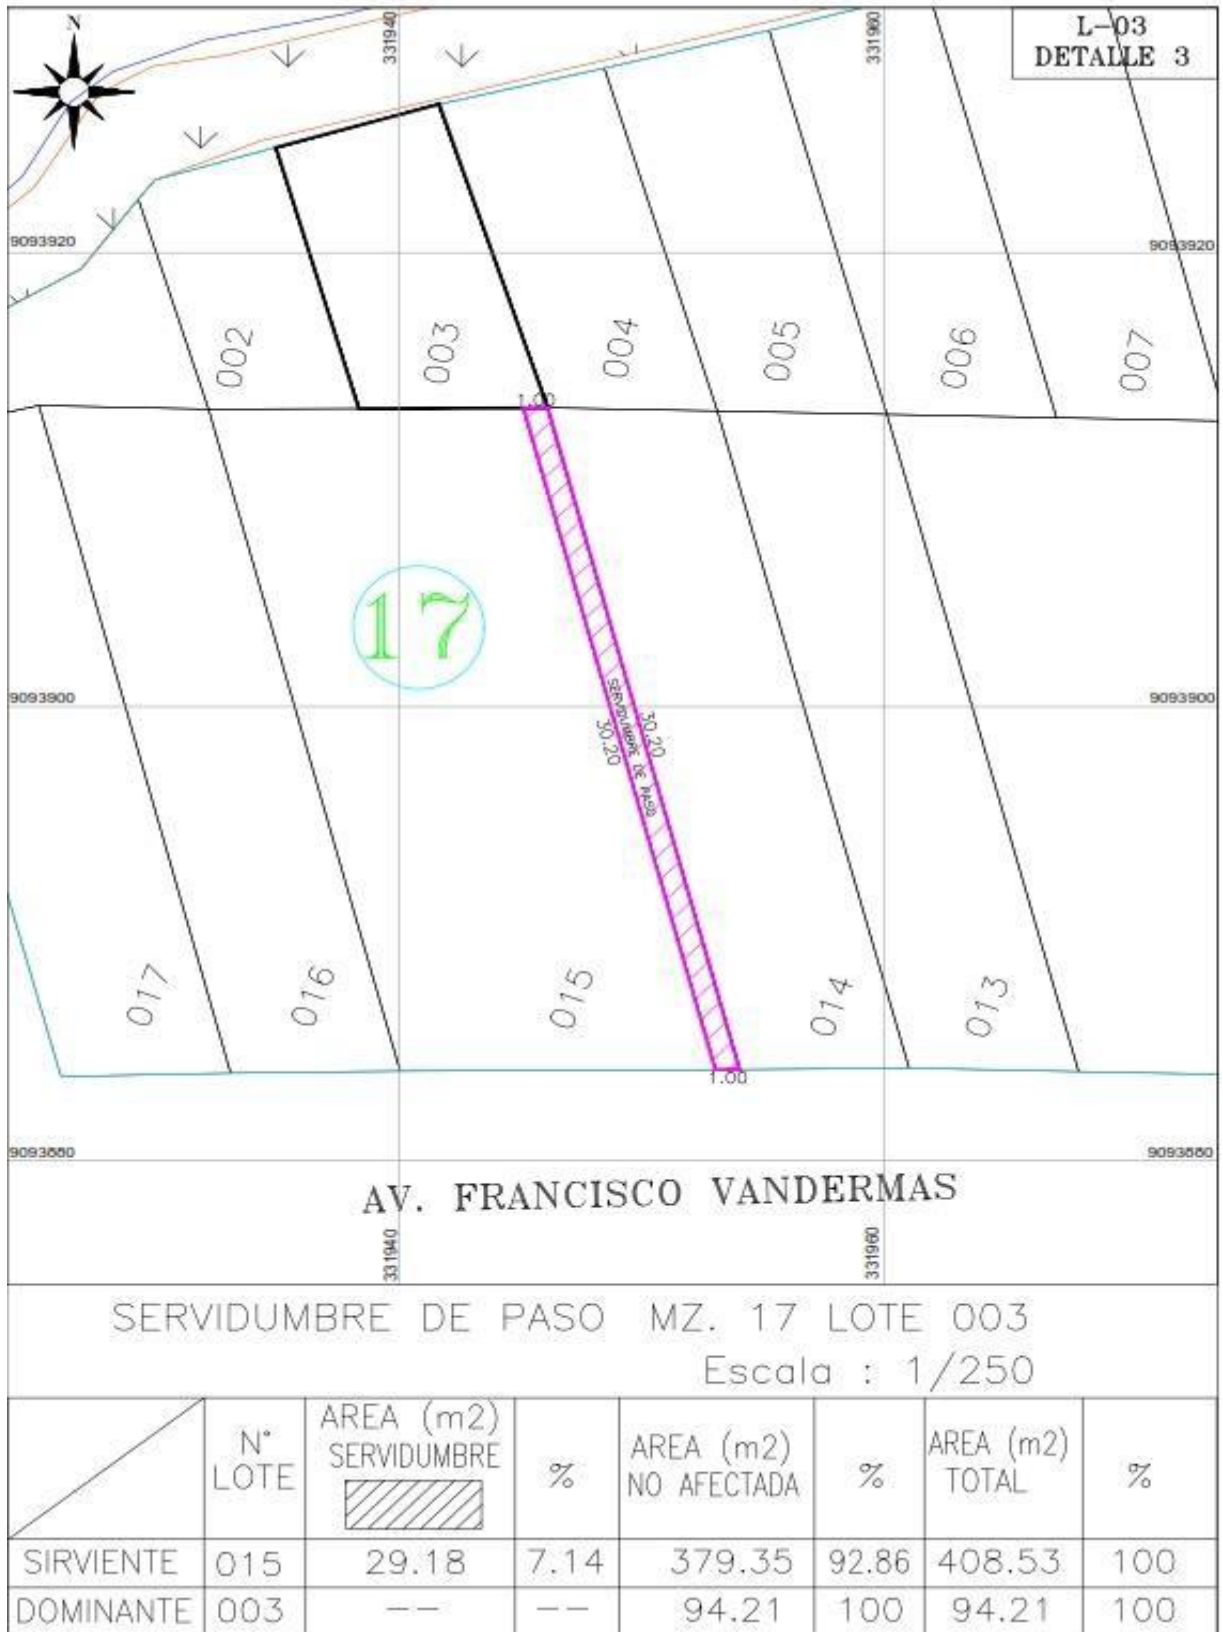 N
331940
331960
L-03
DETALLE 3
9093920
9093920
002
003
004
005
006
007
1.00
17
9093900
9093900
SERVIDUMBRE DE PASO
30.20
30.20
017
016
015
014
013
1.00
9093880
9093880
AV. FRANCISCO VANDERMAS
331940
331960
SERVIDUMBRE DE PASO MZ. 17 LOTE 003
Escala : 1/250
N° LOTE
AREA (m2) SERVIDUMBRE
%
AREA (m2) NO AFECTADA
%
AREA (m2) TOTAL
%
SIRVIENTE 015 29.18 7.14 379.35 92.86 408.53 100
DOMINANTE 003 -- -- 94.21 100 94.21 100